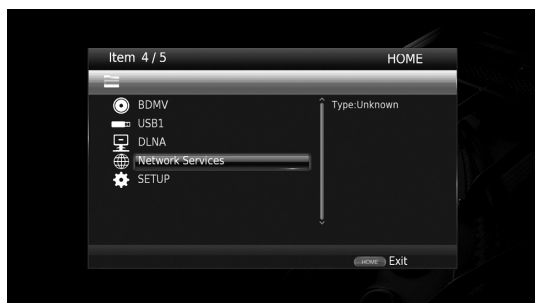 Item 4 / 5 HOME
BDMV
Type:Unknown
USB1
DLNA
Network Services
SETUP
HOME Exit